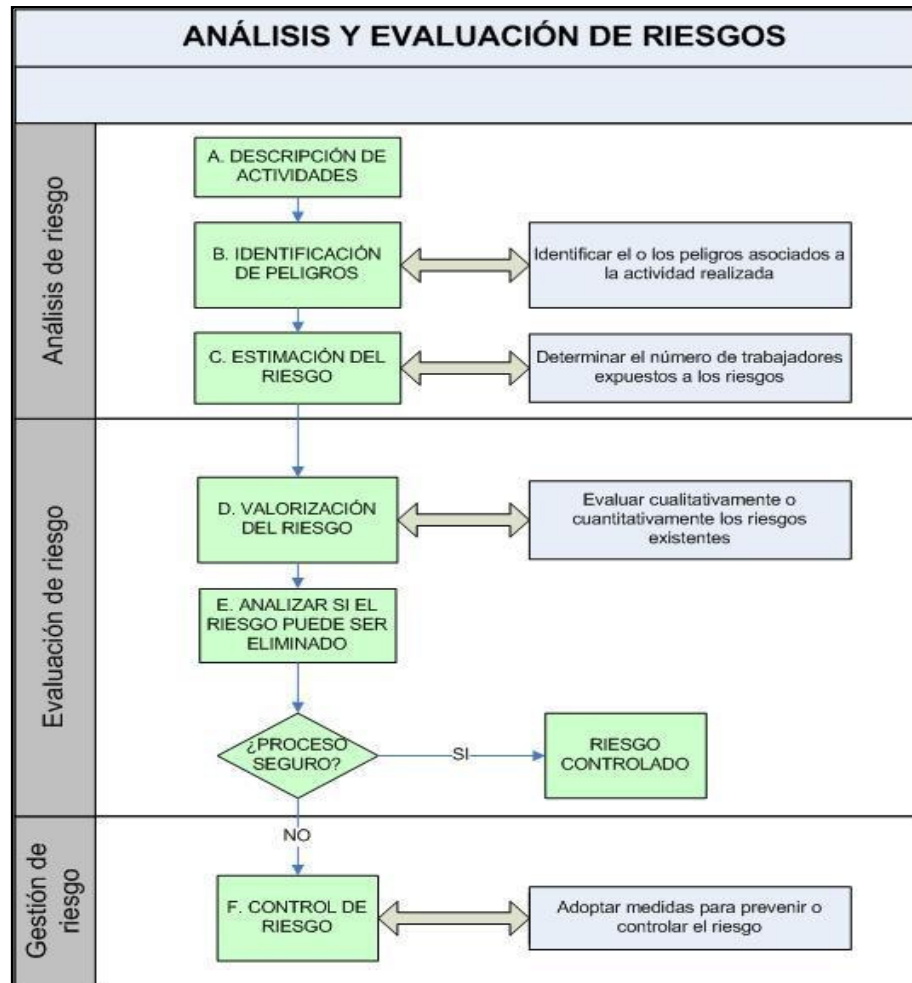 ANÁLISIS Y EVALUACIÓN DE RIESGOS
Análisis de riesgo
A. DESCRIPCIÓN DE
ACTIVIDADES
B. IDENTIFICACIÓN
DE PELIGROS
Identificar el o los peligros asociados a
la actividad realizada
C. ESTIMACIÓN DEL
RIESGO
Determinar el número de trabajadores
expuestos a los riesgos
Evaluación de riesgo
D. VALORIZACIÓN
DEL RIESGO
Evaluar cualitativamente o
cuantitativamente los riesgos
existentes
E. ANALIZAR SI EL
RIESGO PUEDE SER
ELIMINADO
¿PROCESO
SEGURO?
SI
RIESGO
CONTROLADO
NO
Gestión de
riesgo
F. CONTROL DE
RIESGO
Adoptar medidas para prevenir o
controlar el riesgo